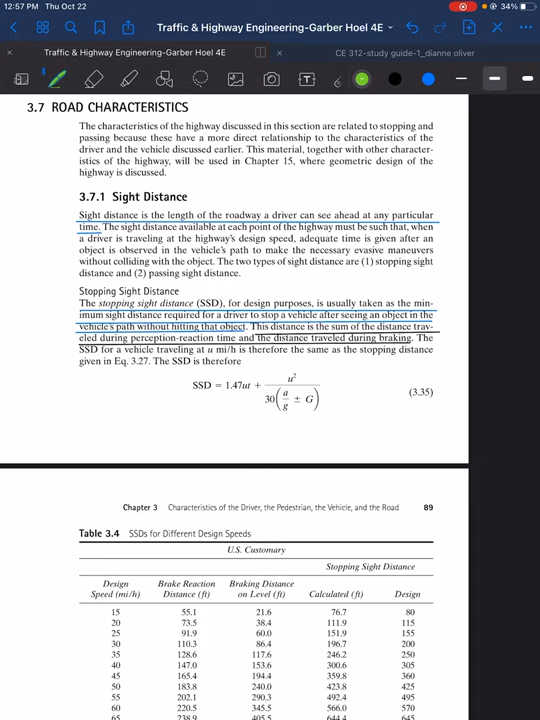 12:57 PM Thu Oct 22
34%
Traffic & Highway Engineering-Garber Hoel 4E
Traffic & Highway Engineering-Garber Hoel 4E
CE 312-study guide-1_dianne oliver
3.7 ROAD CHARACTERISTICS
The characteristics of the highway discussed in this section are related to stopping and
passing because these have a more direct relationship to the characteristics of the
driver and the vehicle discussed earlier. This material, together with other character-
istics of the highway, will be used in Chapter 15, where geometric design of the
highway is discussed.
3.7.1 Sight Distance
Sight distance is the length of the roadway a driver can see ahead at any particular
time. The sight distance available at each point of the highway must be such that, when
a driver is traveling at the highway's design speed, adequate time is given after an
object is observed in the vehicle's path to make the necessary evasive maneuvers
without colliding with the object. The two types of sight distance are (1) stopping sight
distance and (2) passing sight distance.
Stopping Sight Distance
The stopping sight distance (SSD), for design purposes, is usually taken as the min-
imum sight distance required for a driver to stop a vehicle after seeing an object in the
vehicle's path without hitting that object. This distance is the sum of the distance trav-
eled during perception-reaction time and the distance traveled during braking. The
SSD for a vehicle traveling at u mi/h is therefore the same as the stopping distance
given in Eq. 3.27. The SSD is therefore
SSD = 1.47ut + u² / 30(a/g ± G) (3.35)
Chapter 3 Characteristics of the Driver, the Pedestrian, the Vehicle, and the Road 89
Table 3.4 SSDs for Different Design Speeds
U.S. Customary
Stopping Sight Distance
Design Brake Reaction Braking Distance
Speed (mi/h) Distance (ft) on Level (ft) Calculated (ft) Design
15 55.1 21.6 76.7 80
20 73.5 38.4 111.9 115
25 91.9 60.0 151.9 155
30 110.3 86.4 196.7 200
35 128.6 117.6 246.2 250
40 147.0 153.6 300.6 305
45 165.4 194.4 359.8 360
50 183.8 240.0 423.8 425
55 202.1 290.3 492.4 495
60 220.5 345.5 566.0 570
65 238.9 405.5 644.4 645